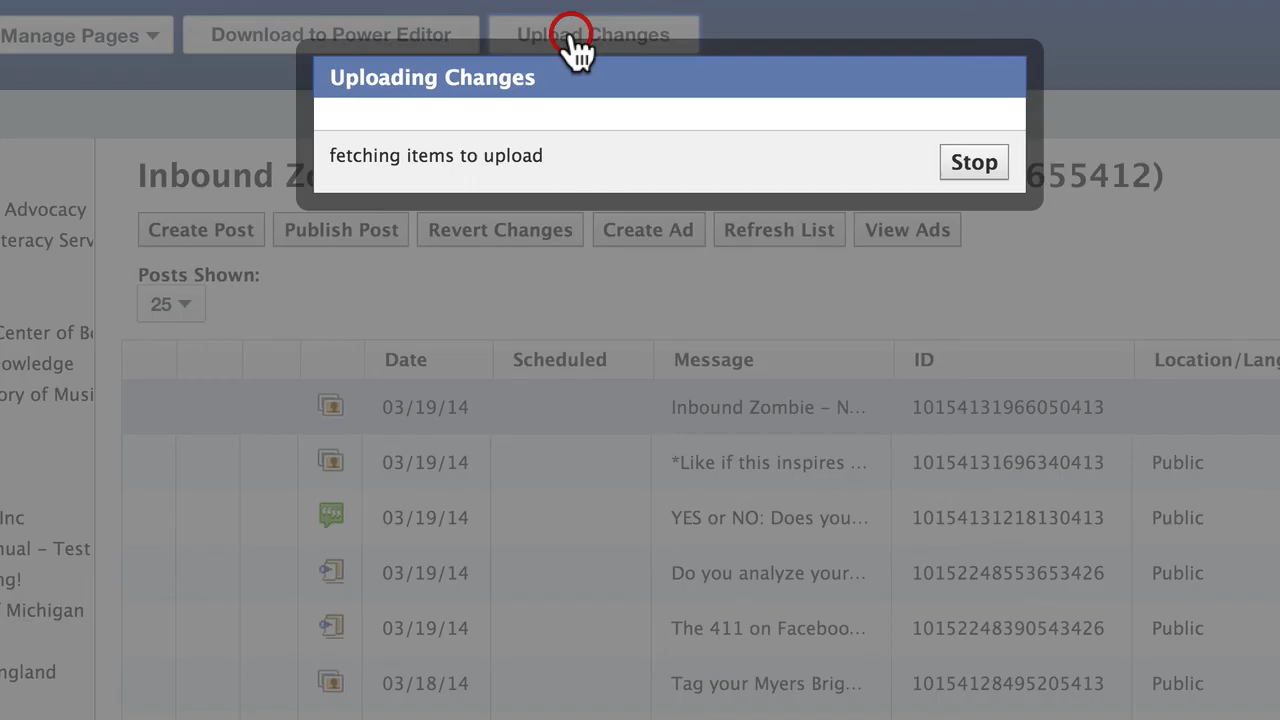 Manage Pages Download to Power Editor Upload Changes
Uploading Changes
fetching items to upload
Stop
Inbound 655412)
Advocacy
Create Post Publish Post Revert Changes Create Ad Refresh List View Ads
teracy Serv
Posts Shown:
25
Center of B
nowledge
ory of Musi
Date Scheduled Message ID Location/Lang
03/19/14 Inbound Zombie – N... 10154131966050413
03/19/14 *Like if this inspires ... 10154131696340413 Public
Inc
03/19/14 YES or NO: Does you... 10154131218130413 Public
nual – Test
ng!
03/19/14 Do you analyze your... 10152248553653426 Public
f Michigan
03/19/14 The 411 on Faceboo... 10152248390543426 Public
ngland
03/18/14 Tag your Myers Brig... 10154128495205413 Public